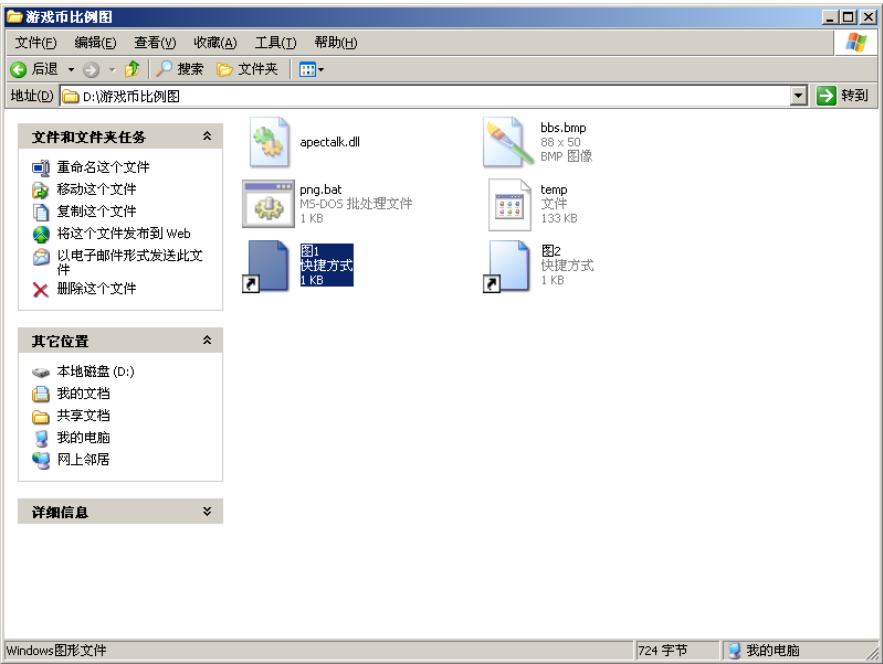 游戏币比例图
文件(F) 编辑(E) 查看(V) 收藏(A) 工具(T) 帮助(H)
后退 搜索 文件夹
地址(D) D:\游戏币比例图 转到
文件和文件夹任务
重命名这个文件
移动这个文件
复制这个文件
将这个文件发布到 Web
以电子邮件形式发送此文
件
删除这个文件
其它位置
本地磁盘 (D:)
我的文档
共享文档
我的电脑
网上邻居
详细信息
apectalk.dll
bbs.bmp
88 x 50
BMP 图像
png.bat
MS-DOS 批处理文件
1 KB
temp
文件
133 KB
图1
快捷方式
1 KB
图2
快捷方式
1 KB
Windows图形文件 724 字节 我的电脑